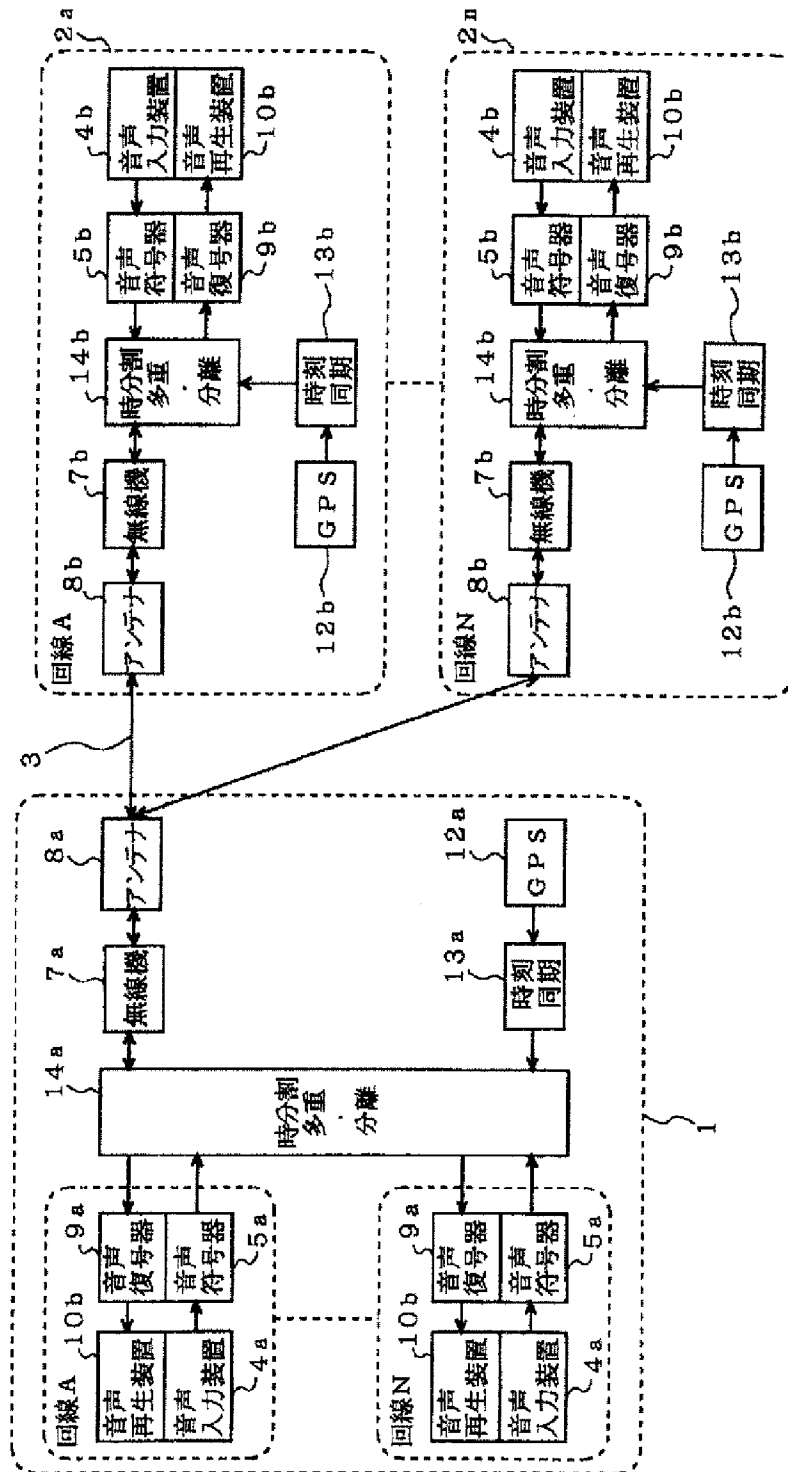 回線A
10b
音声
再生装置
音声
入力装置
4a
9a
音声
復号器
音声
符号器
5a
回線N
10b
音声
再生装置
音声
入力装置
4a
9a
音声
復号器
音声
符号器
5a
14a
時分割
多重
・
分離
7a
無線機
8a
アンテナ
13a
時刻
同期
12a
GPS
1
3
回線A
8b
アンテナ
7b
無線機
14b
時分割
多重
・
分離
5b
音声
符号器
音声
復号器
9b
4b
音声
入力装置
音声
再生装置
10b
12b
GPS
時刻
同期
13b
2a
回線N
8b
アンテナ
7b
無線機
14b
時分割
多重
・
分離
5b
音声
符号器
音声
復号器
9b
4b
音声
入力装置
音声
再生装置
10b
12b
GPS
時刻
同期
13b
2n